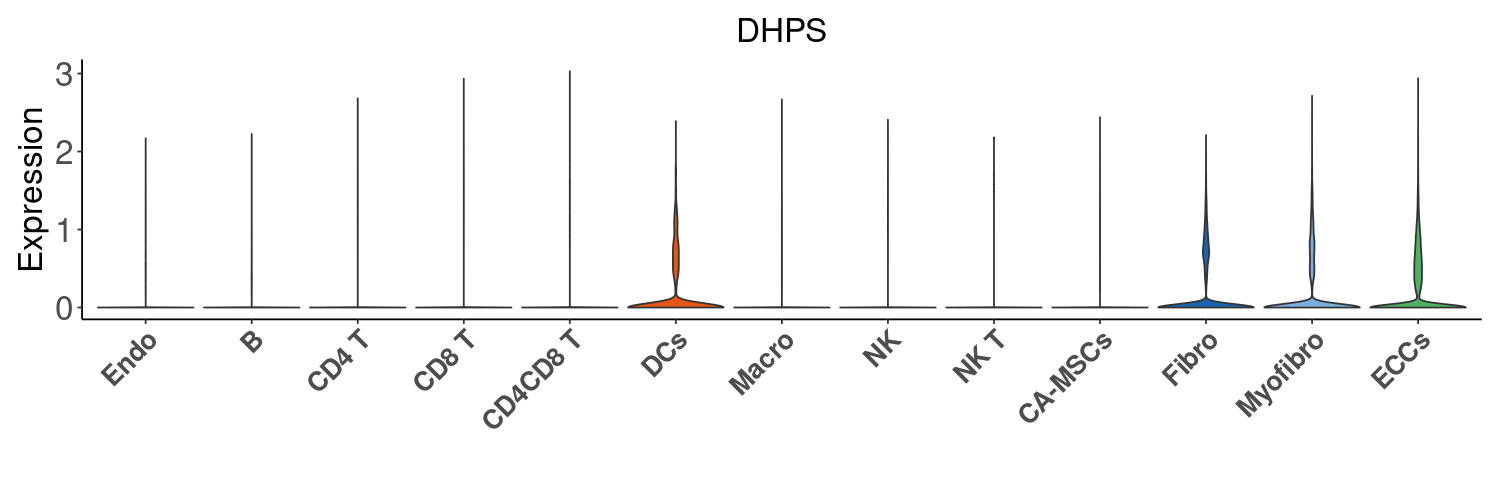 DHPS
Expression
3
2
1
0
Endo
B
CD4 T
CD8 T
CD4CD8 T
DCs
Macro
NK
NK T
CA-MSCs
Fibro
Myofibro
ECCs